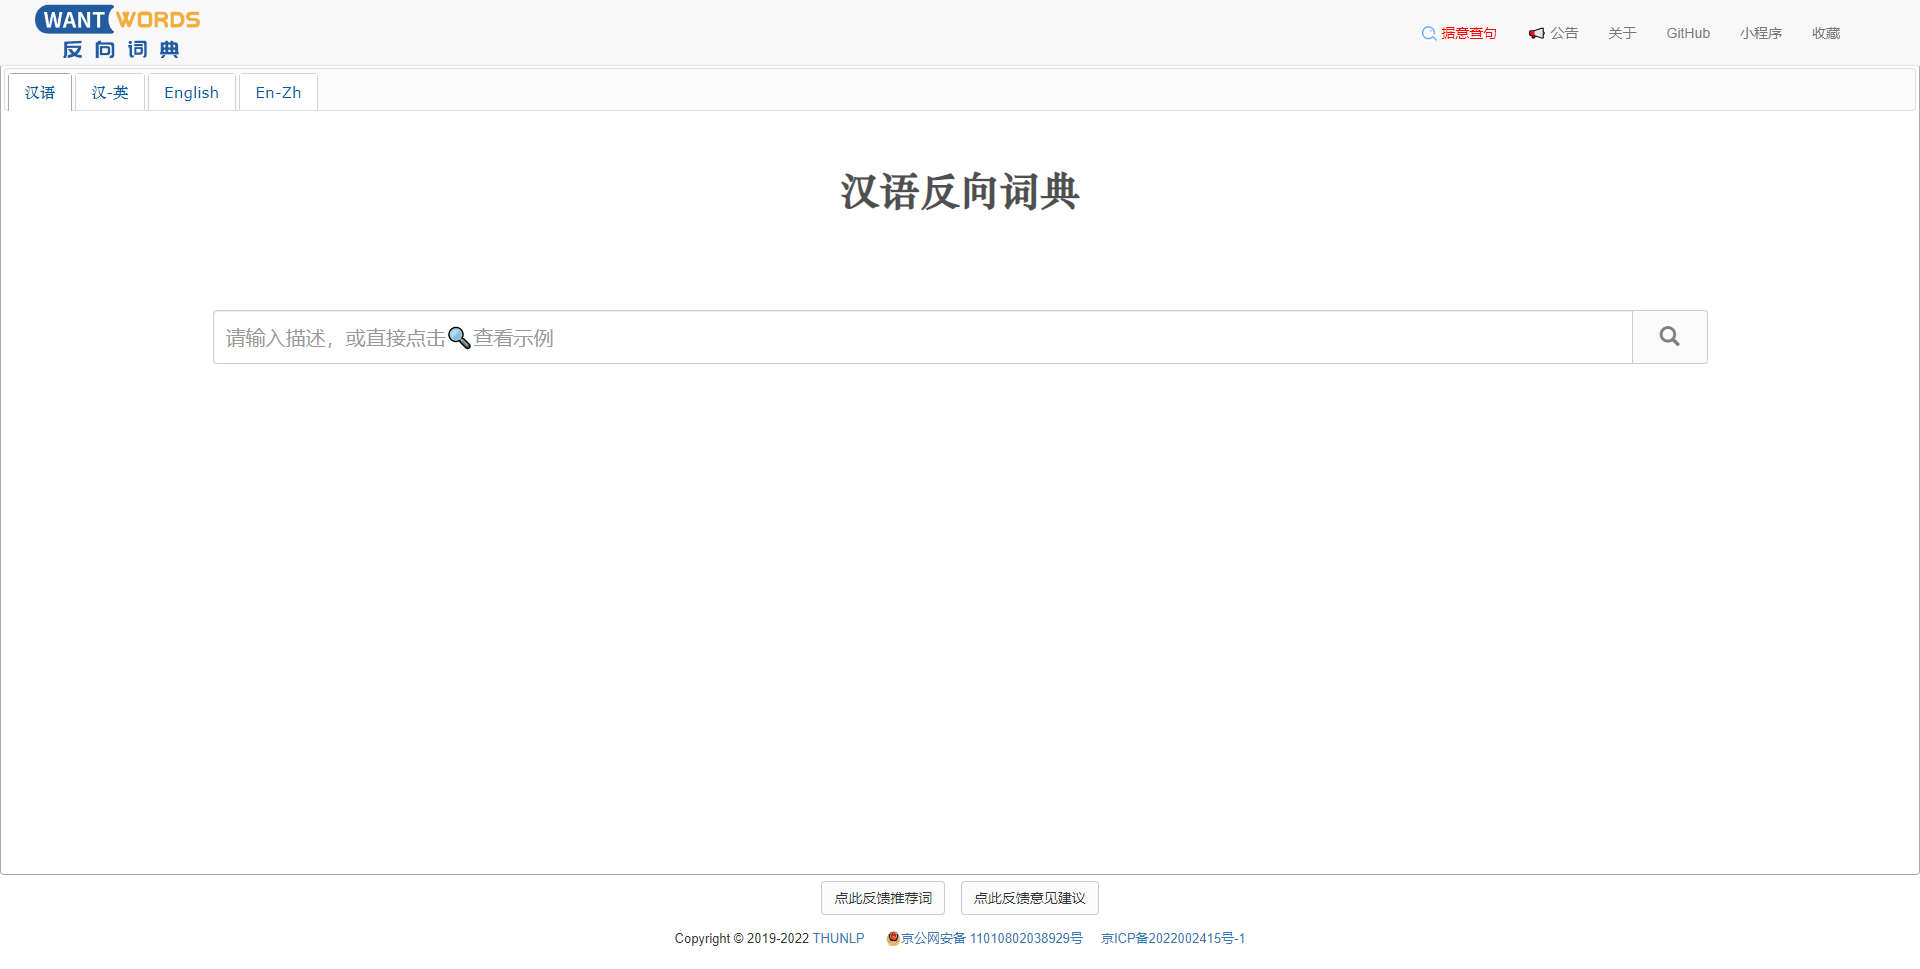 WANT WORDS
反向词典
据意查句 公告 关于 GitHub 小程序 收藏
汉语 汉-英 English En-Zh
汉语反向词典
请输入描述，或直接点击🔍查看示例
点此反馈推荐词 点此反馈意见建议
Copyright © 2019-2022 THUNLP 京公网安备 11010802038929号 京ICP备2022002415号-1